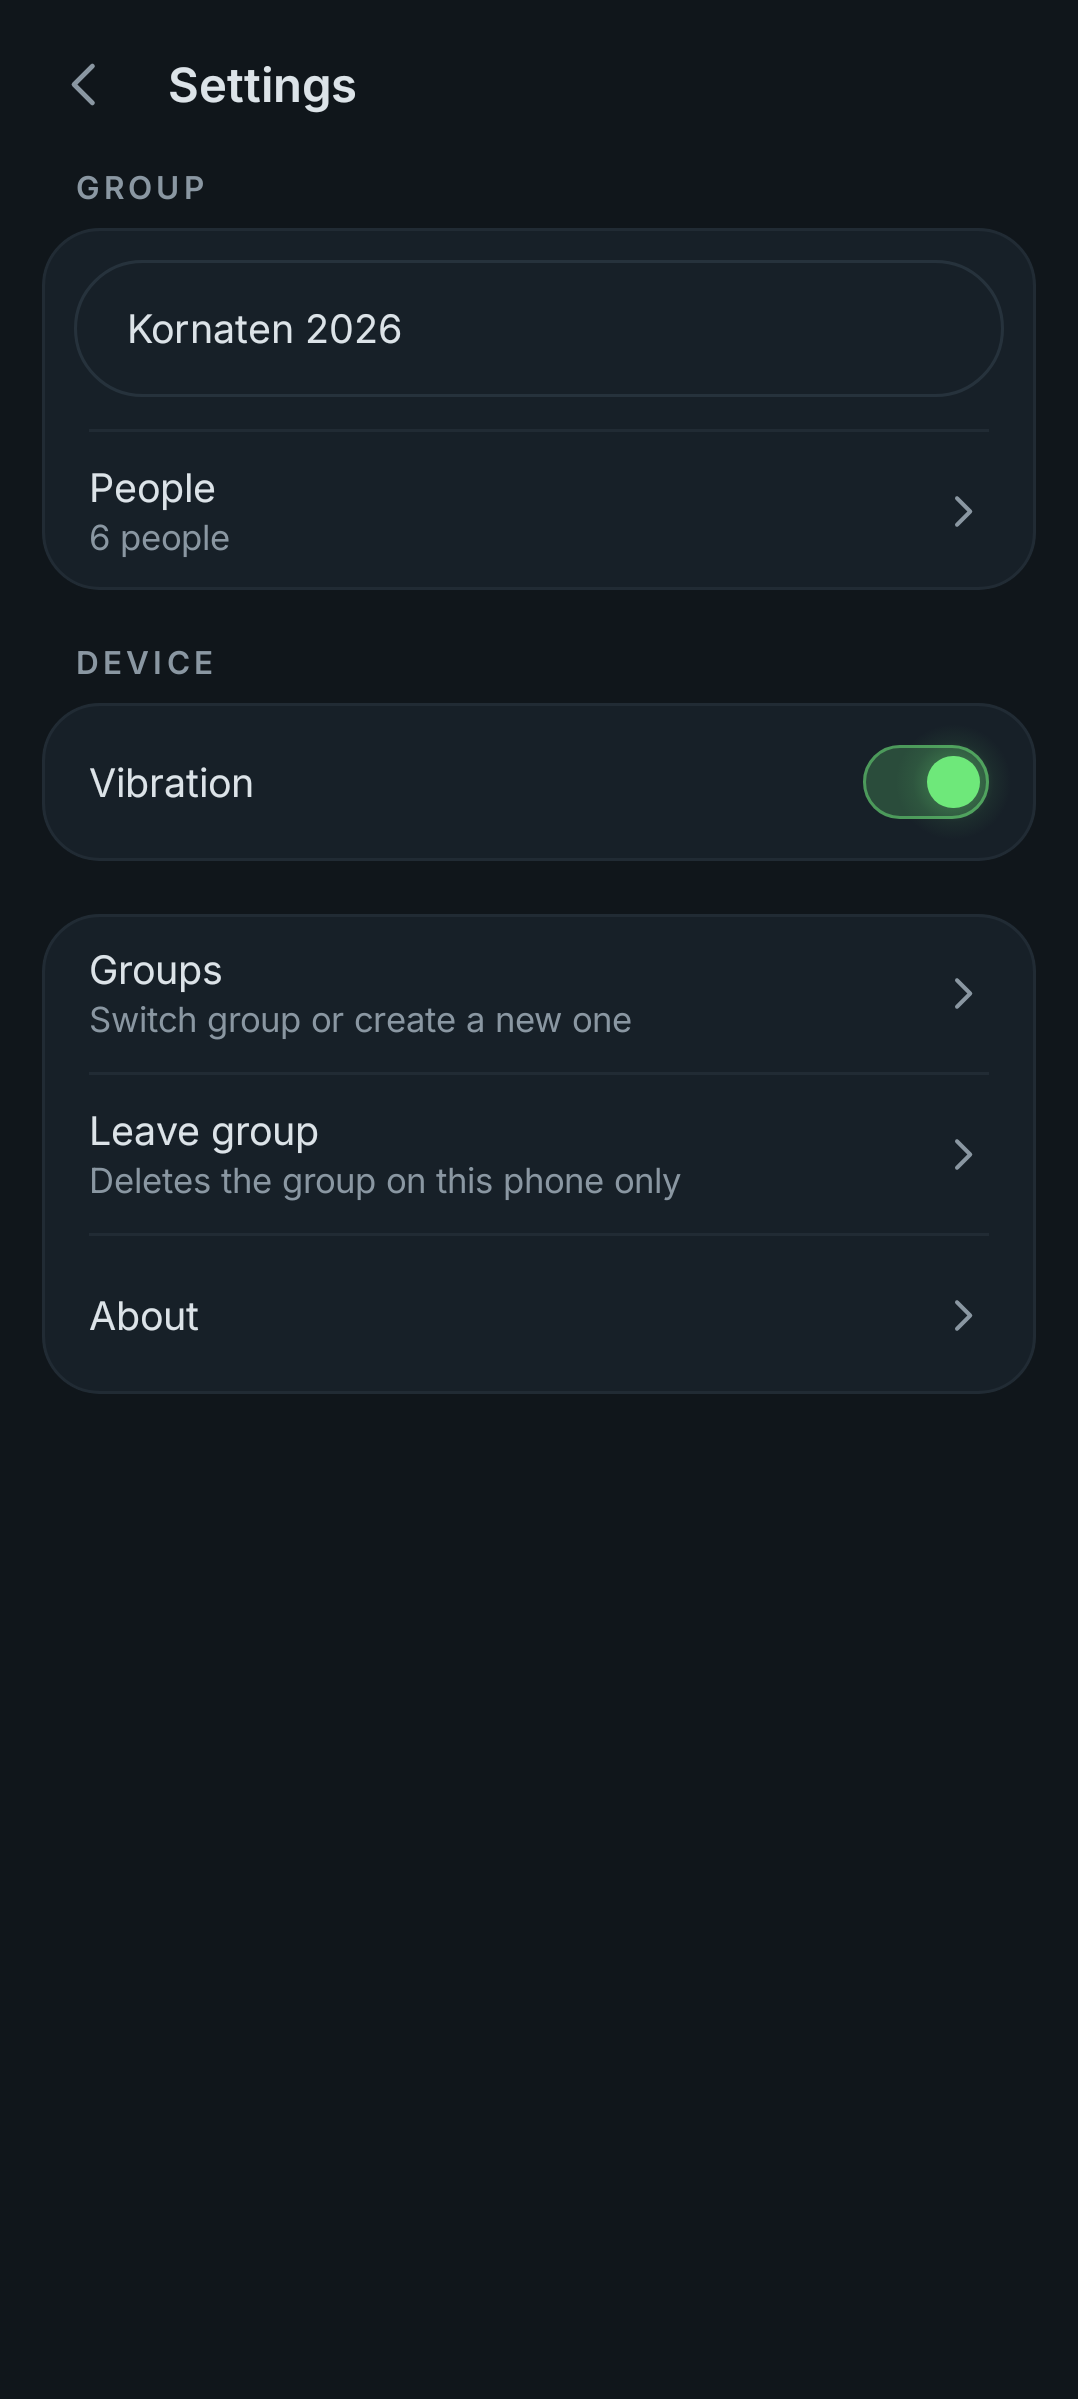 Settings
GROUP
Kornaten 2026
People
6 people
DEVICE
Vibration
Groups
Switch group or create a new one
Leave group
Deletes the group on this phone only
About